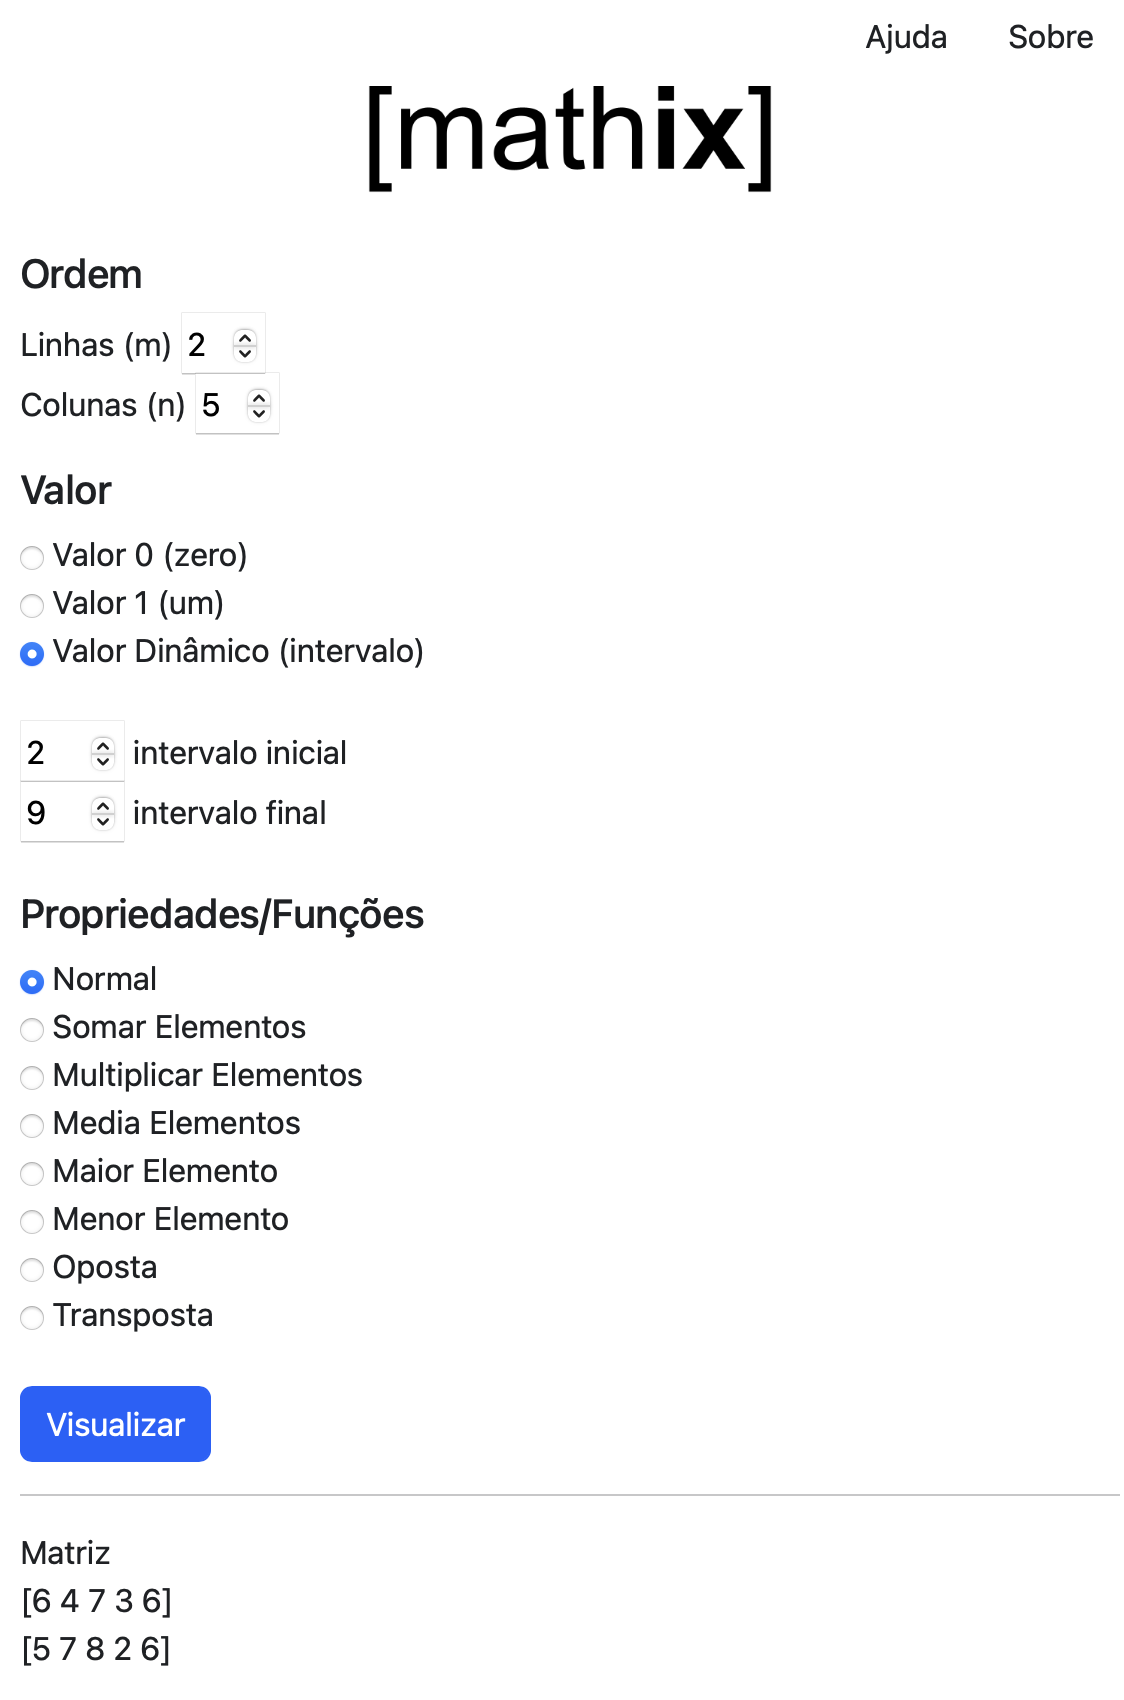 Ajuda Sobre
[mathix]
Ordem
Linhas (m) 2
Colunas (n) 5
Valor
Valor 0 (zero)
Valor 1 (um)
Valor Dinâmico (intervalo)
2 intervalo inicial
9 intervalo final
Propriedades/Funções
Normal
Somar Elementos
Multiplicar Elementos
Media Elementos
Maior Elemento
Menor Elemento
Oposta
Transposta
Visualizar
Matriz
[6 4 7 3 6]
[5 7 8 2 6]